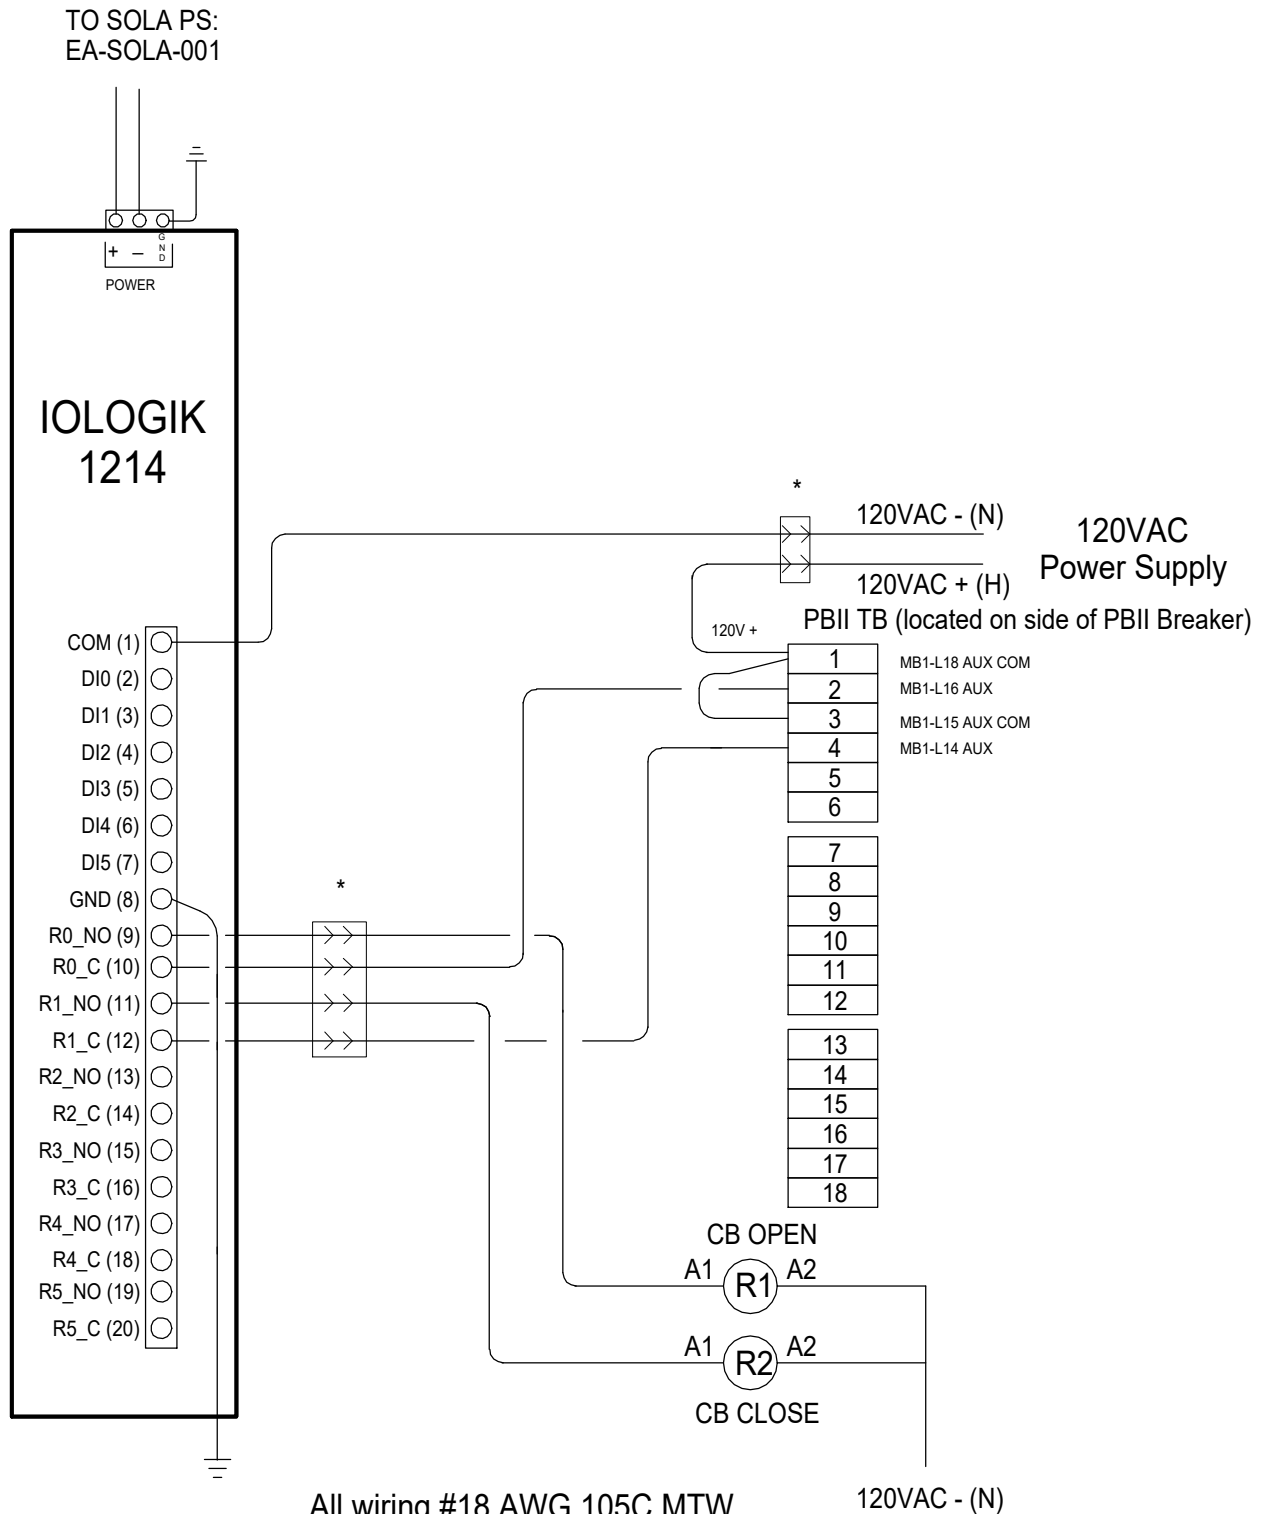 TO SOLA PS:
EA-SOLA-001
+ – GND
POWER
IOLOGIK
1214
*
120VAC - (N)
120VAC
Power Supply
120VAC + (H)
PBII TB (located on side of PBII Breaker)
120V +
1 MB1-L18 AUX COM
2 MB1-L16 AUX
3 MB1-L15 AUX COM
4 MB1-L14 AUX
5
6
7
8
9
10
11
12
13
14
15
16
17
18
COM (1)
DI0 (2)
DI1 (3)
DI2 (4)
DI3 (5)
DI4 (6)
DI5 (7)
GND (8)
R0_NO (9)
R0_C (10)
R1_NO (11)
R1_C (12)
R2_NO (13)
R2_C (14)
R3_NO (15)
R3_C (16)
R4_NO (17)
R4_C (18)
R5_NO (19)
R5_C (20)
*
CB OPEN
A1 R1 A2
A1 R2 A2
CB CLOSE
All wiring #18 AWG 105C MTW
120VAC - (N)